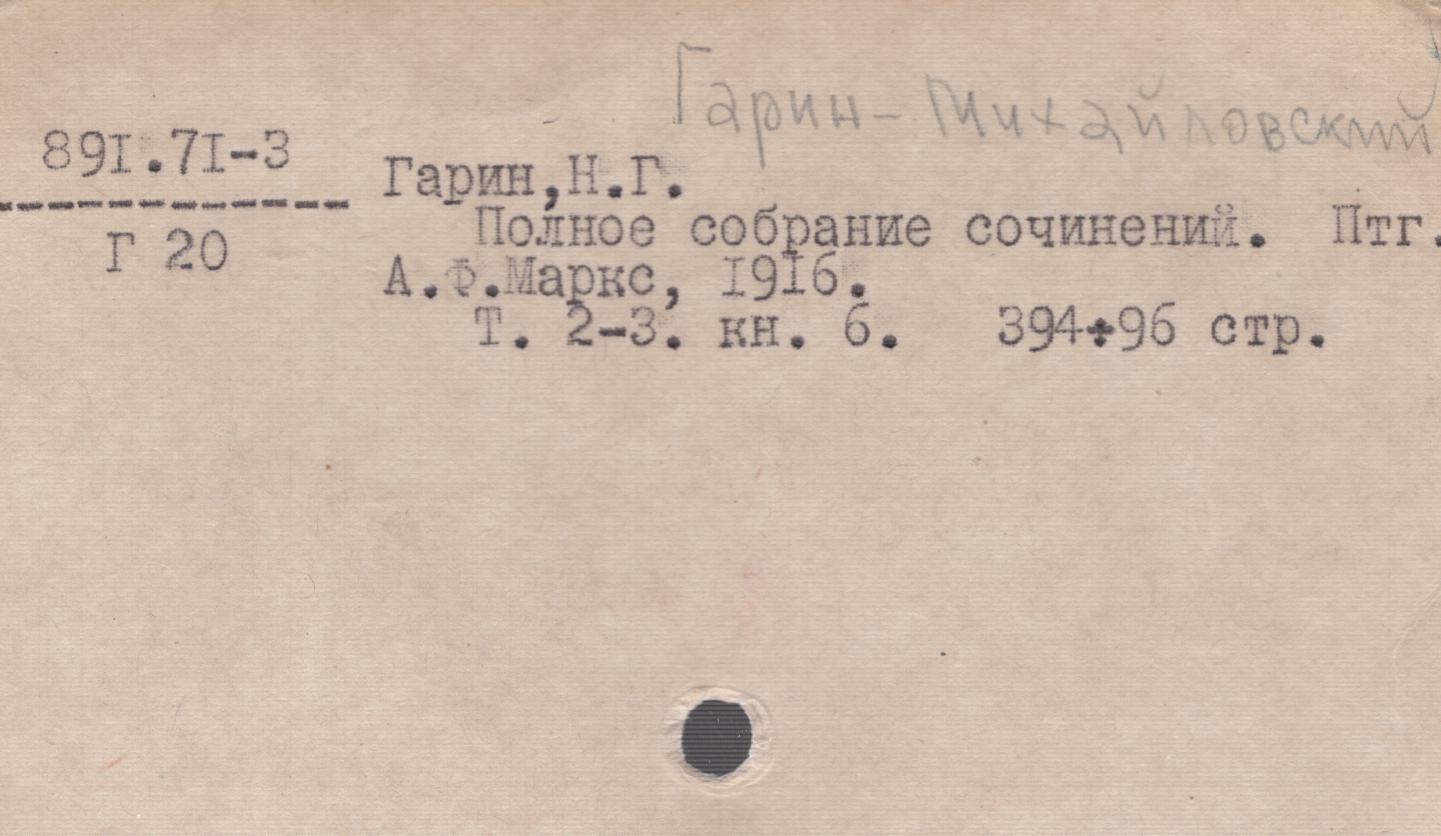 Гарин-Михайловский
891.71-3
Гарин,Н.Г.
Полное собрание сочинений. Птг.
Г 20
А.Ф.Маркс, 1916.
Т. 2-3. кн. 6. 394+96 стр.